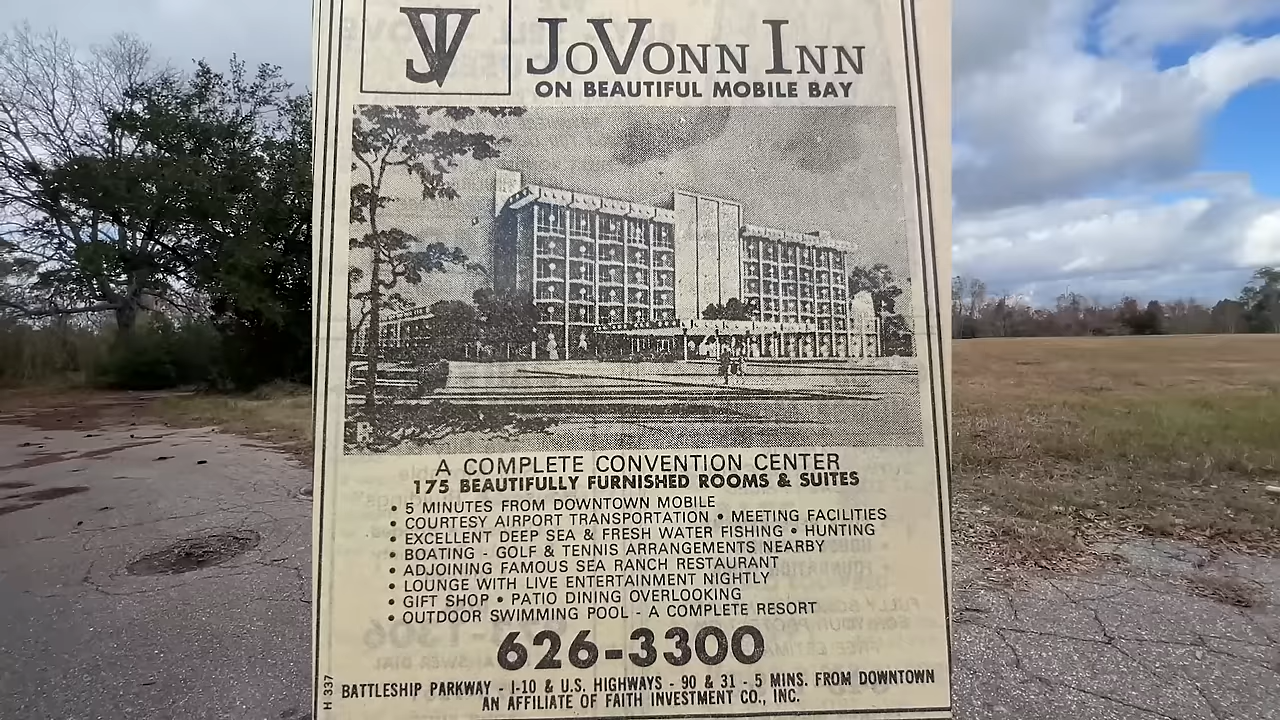 JV
JoVonn Inn
ON BEAUTIFUL MOBILE BAY
A COMPLETE CONVENTION CENTER
175 BEAUTIFULLY FURNISHED ROOMS & SUITES
• 5 MINUTES FROM DOWNTOWN MOBILE
• COURTESY AIRPORT TRANSPORTATION • MEETING FACILITIES
• EXCELLENT DEEP SEA & FRESH WATER FISHING • HUNTING
• BOATING - GOLF & TENNIS ARRANGEMENTS NEARBY
• ADJOINING FAMOUS SEA RANCH RESTAURANT
• LOUNGE WITH LIVE ENTERTAINMENT NIGHTLY
• GIFT SHOP • PATIO DINING OVERLOOKING
• OUTDOOR SWIMMING POOL - A COMPLETE RESORT
626-3300
H 337
BATTLESHIP PARKWAY - I-10 & U.S. HIGHWAYS - 90 & 31 - 5 MINS. FROM DOWNTOWN
AN AFFILIATE OF FAITH INVESTMENT CO., INC.